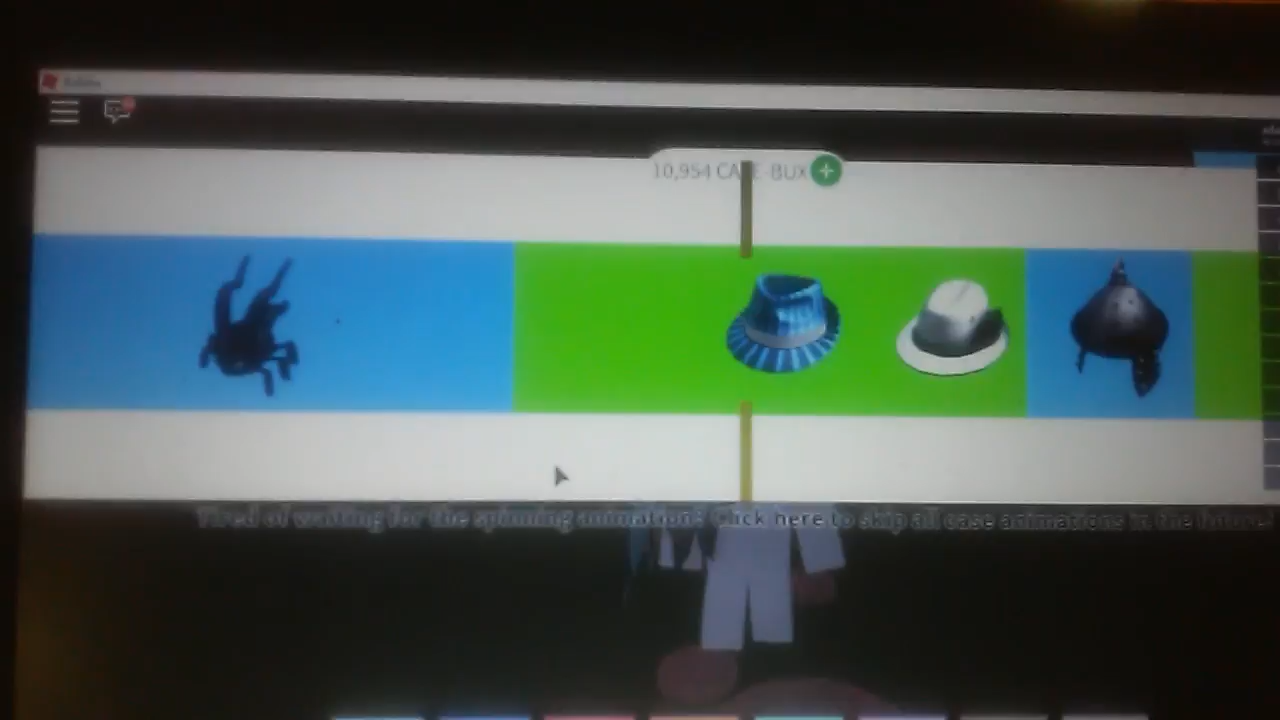 10,954 CASE-BUX
Tired of waiting for the spinning animation? Click here to skip all case animations in the future!